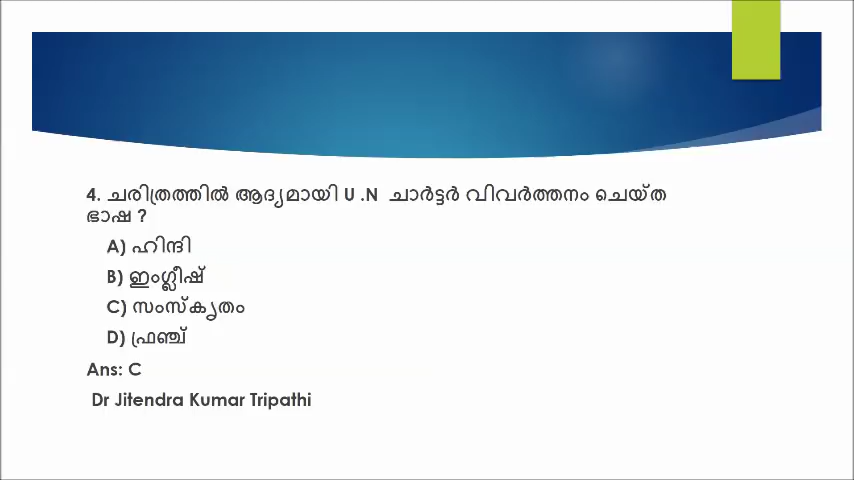 4. ചരിത്രത്തിൽ ആദ്യമായി U .N ചാർട്ടർ വിവർത്തനം ചെയ്ത
ഭാഷ ?
A) ഹിന്ദി
B) ഇംഗ്ലീഷ്
C) സംസ്കൃതം
D) ഫ്രഞ്ച്
Ans: C
Dr Jitendra Kumar Tripathi